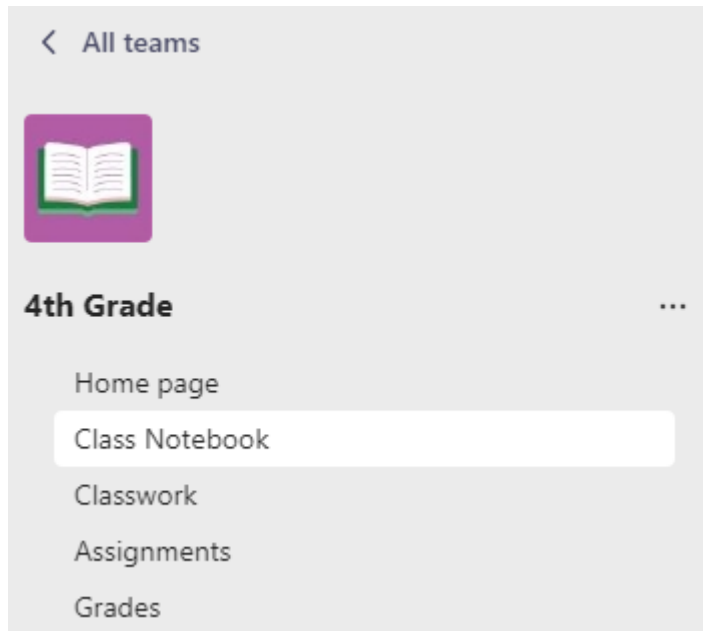 All teams
4th Grade
Home page
Class Notebook
Classwork
Assignments
Grades